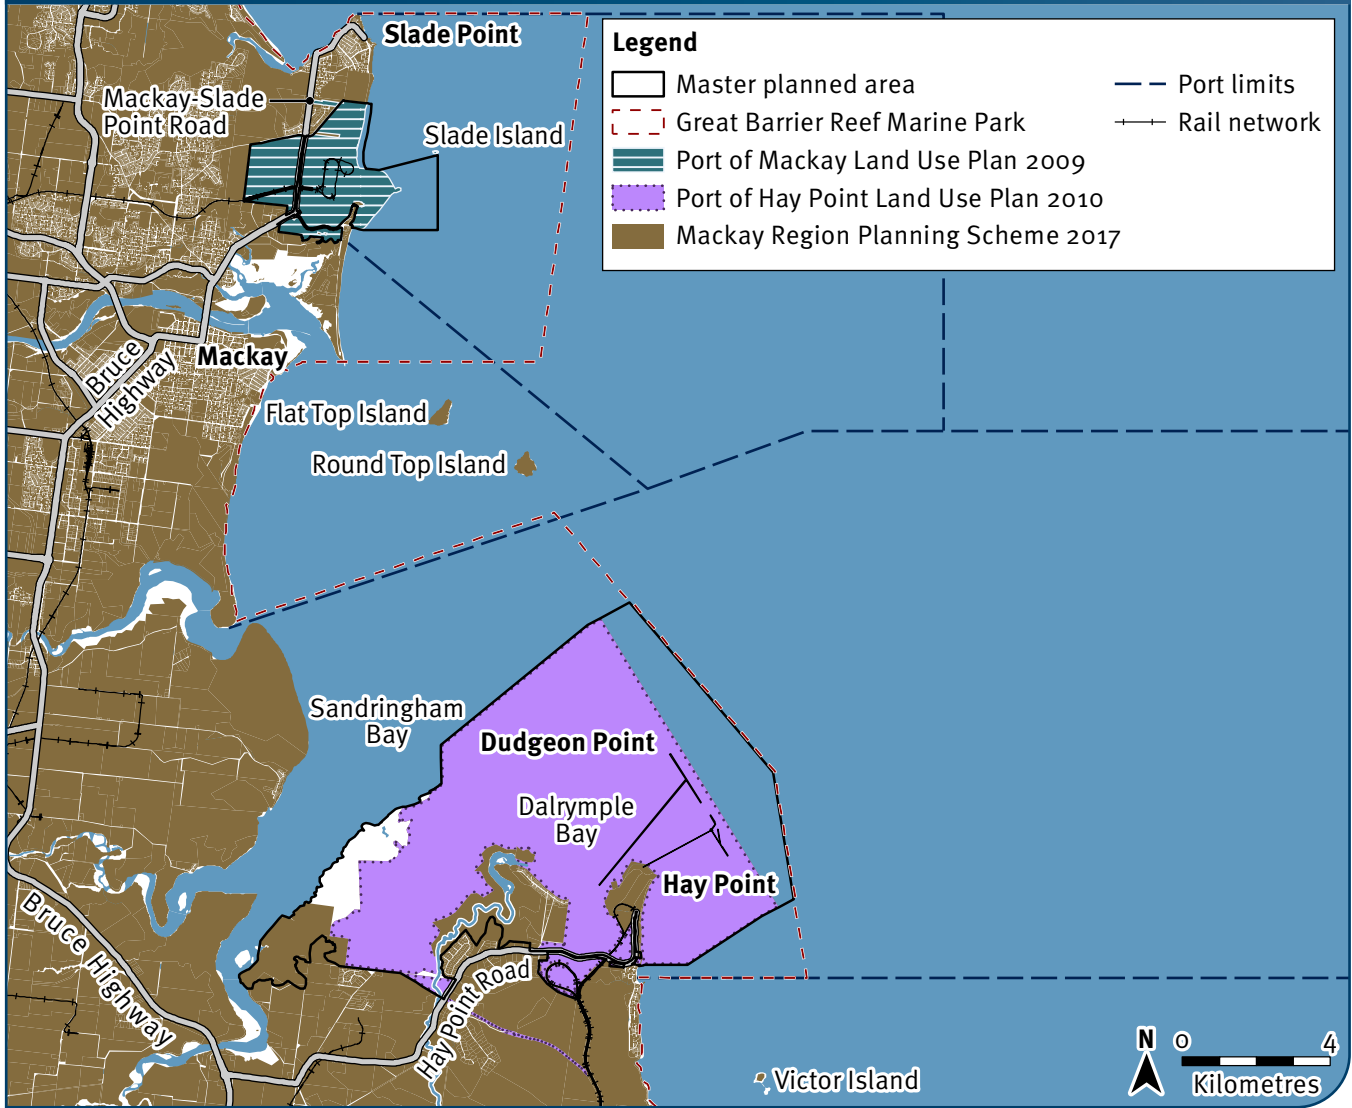 Slade Point
Mackay-Slade
Point Road
Slade Island
Legend
Master planned area
Great Barrier Reef Marine Park
Port of Mackay Land Use Plan 2009
Port of Hay Point Land Use Plan 2010
Mackay Region Planning Scheme 2017
Port limits
Rail network
Mackay
Bruce
Highway
Flat Top Island
Round Top Island
Sandringham
Bay
Dudgeon Point
Dalrymple
Bay
Hay Point
Bruce Highway
Hay Point Road
Victor Island
N
0 4
Kilometres